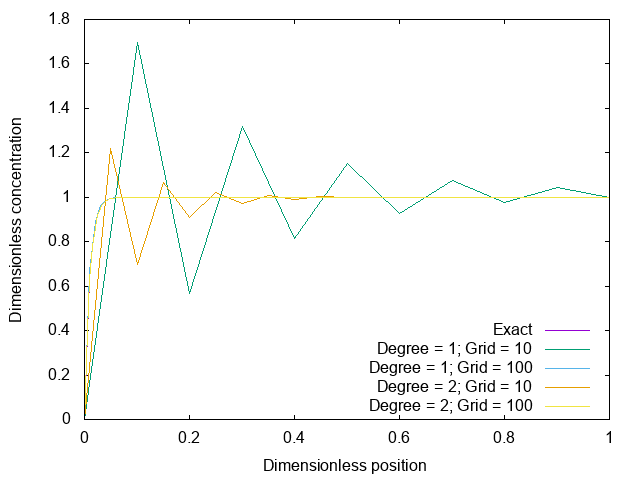 1.8
1.6
1.4
1.2
1
0.8
0.6
0.4
0.2
0
Dimensionless concentration
Exact
Degree = 1; Grid = 10
Degree = 1; Grid = 100
Degree = 2; Grid = 10
Degree = 2; Grid = 100
0 0.2 0.4 0.6 0.8 1
Dimensionless position